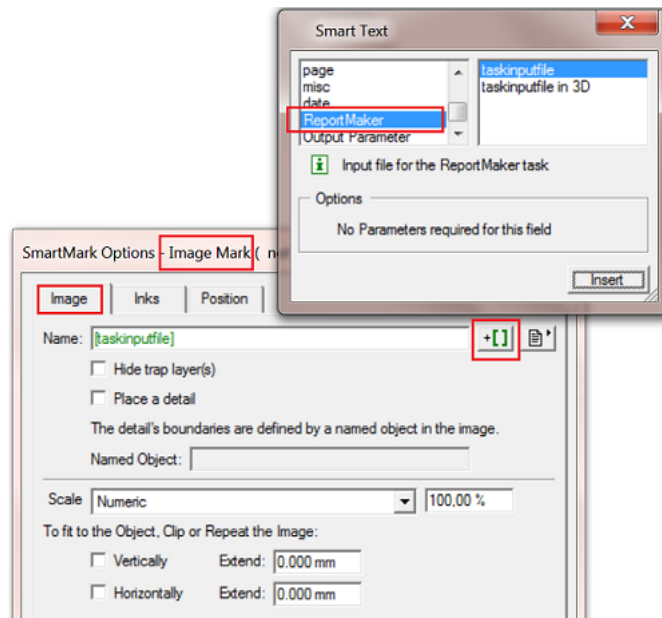 Smart Text
X
page
misc
date
ReportMaker
Output Parameter
taskinputfile
taskinputfile in 3D
i Input file for the ReportMaker task
Options
No Parameters required for this field
Insert
SmartMark Options - Image Mark (
Image Inks Position
Name: [taskinputfile] +[]
Hide trap layer(s)
Place a detail
The detail's boundaries are defined by a named object in the image.
Named Object:
Scale Numeric 100,00 %
To fit to the Object, Clip or Repeat the Image:
Vertically Extend: 0.000 mm
Horizontally Extend: 0.000 mm